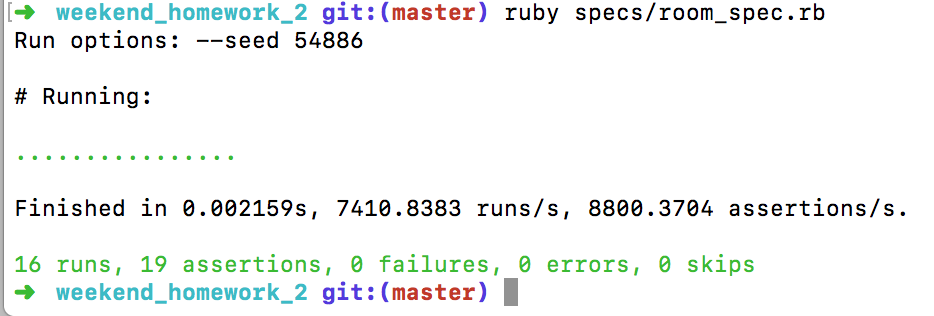 [➜ weekend_homework_2 git:(master) ruby specs/room_spec.rb
Run options: --seed 54886
# Running:
................
Finished in 0.002159s, 7410.8383 runs/s, 8800.3704 assertions/s.
16 runs, 19 assertions, 0 failures, 0 errors, 0 skips
➜ weekend_homework_2 git:(master)